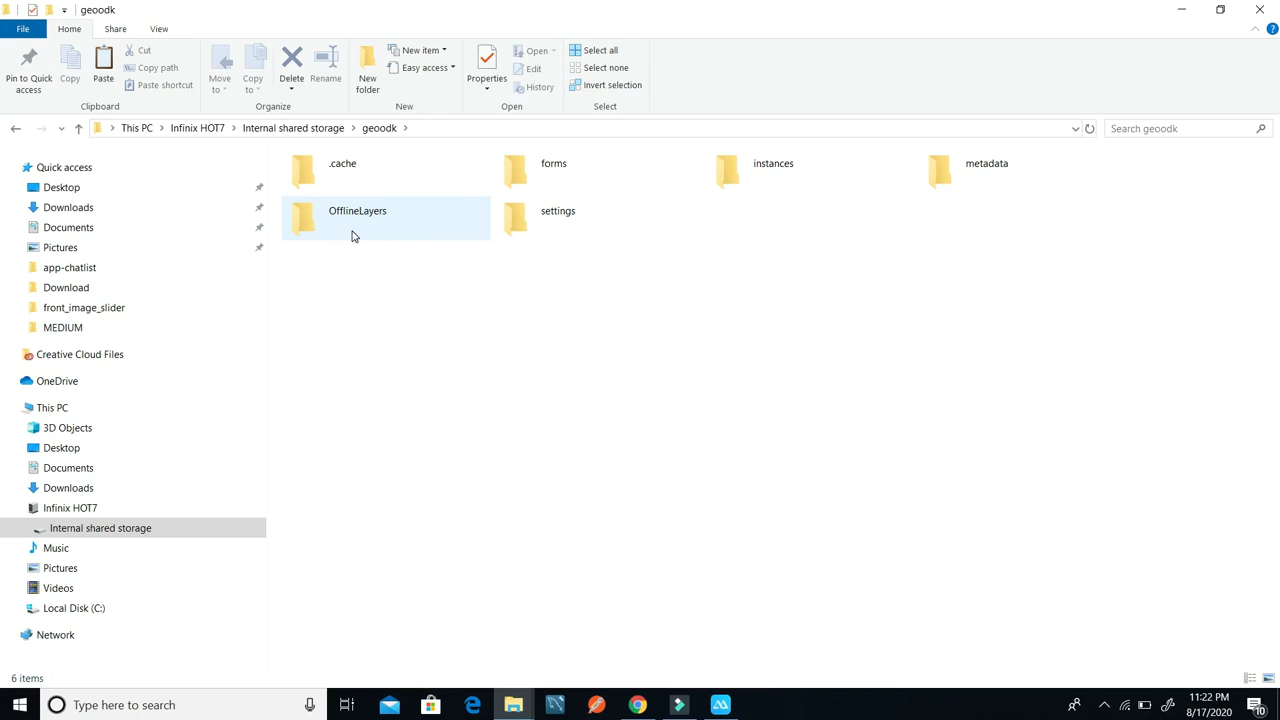 geoodk
File Home Share View
Pin to Quick access
Copy
Paste
Cut
Copy path
Paste shortcut
Move to
Copy to
Delete
Rename
New folder
New item
Easy access
Properties
Open
Edit
History
Select all
Select none
Invert selection
Clipboard Organize New Open Select
This PC Infinix HOT7 Internal shared storage geoodk
Search geoodk
.cache forms instances metadata
OfflineLayers settings
Quick access
Desktop
Downloads
Documents
Pictures
app-chatlist
Download
front_image_slider
MEDIUM
Creative Cloud Files
OneDrive
This PC
3D Objects
Desktop
Documents
Downloads
Infinix HOT7
Internal shared storage
Music
Pictures
Videos
Local Disk (C:)
Network
6 items
Type here to search
11:22 PM
8/17/2020
10